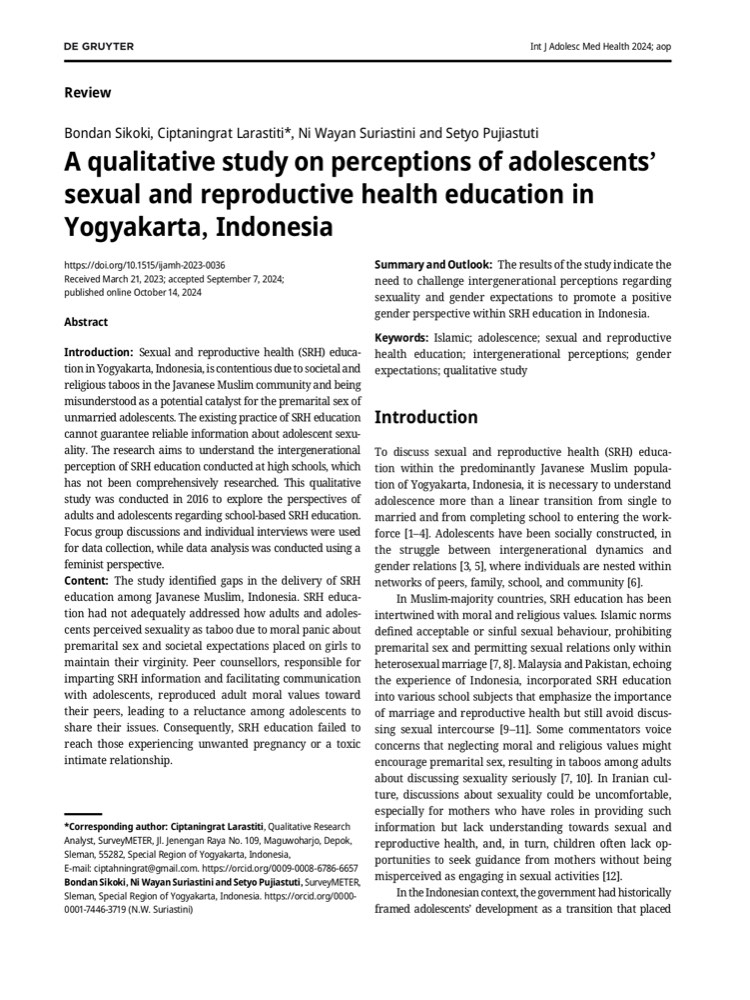 DE GRUYTER
Int J Adolesc Med Health 2024; aop
Review
Bondan Sikoki, Ciptaningrat Larastiti*, Ni Wayan Suriastini and Setyo Pujiastuti
A qualitative study on perceptions of adolescents’
sexual and reproductive health education in
Yogyakarta, Indonesia
https://doi.org/10.1515/ijamh-2023-0036
Received March 21, 2023; accepted September 7, 2024;
published online October 14, 2024
Abstract
Introduction: Sexual and reproductive health (SRH) educa-
tion in Yogyakarta, Indonesia, is contentious due to societal and
religious taboos in the Javanese Muslim community and being
misunderstood as a potential catalyst for the premarital sex of
unmarried adolescents. The existing practice of SRH education
cannot guarantee reliable information about adolescent sexu-
ality. The research aims to understand the intergenerational
perception of SRH education conducted at high schools, which
has not been comprehensively researched. This qualitative
study was conducted in 2016 to explore the perspectives of
adults and adolescents regarding school-based SRH education.
Focus group discussions and individual interviews were used
for data collection, while data analysis was conducted using a
feminist perspective.
Content: The study identified gaps in the delivery of SRH
education among Javanese Muslim, Indonesia. SRH educa-
tion had not adequately addressed how adults and adoles-
cents perceived sexuality as taboo due to moral panic about
premarital sex and societal expectations placed on girls to
maintain their virginity. Peer counsellors, responsible for
imparting SRH information and facilitating communication
with adolescents, reproduced adult moral values toward
their peers, leading to a reluctance among adolescents to
share their issues. Consequently, SRH education failed to
reach those experiencing unwanted pregnancy or a toxic
intimate relationship.
*Corresponding author: Ciptaningrat Larastiti, Qualitative Research
Analyst, SurveyMETER, Jl. Jenengan Raya No. 109, Maguwoharjo, Depok,
Sleman, 55282, Special Region of Yogyakarta, Indonesia,
E-mail: ciptahningrat@gmail.com. https://orcid.org/0009-0008-6786-6657
Bondan Sikoki, Ni Wayan Suriastini and Setyo Pujiastuti, SurveyMETER,
Sleman, Special Region of Yogyakarta, Indonesia. https://orcid.org/0000-
0001-7446-3719 (N.W. Suriastini)
Summary and Outlook: The results of the study indicate the
need to challenge intergenerational perceptions regarding
sexuality and gender expectations to promote a positive
gender perspective within SRH education in Indonesia.
Keywords: Islamic; adolescence; sexual and reproductive
health education; intergenerational perceptions; gender
expectations; qualitative study
Introduction
To discuss sexual and reproductive health (SRH) educa-
tion within the predominantly Javanese Muslim popula-
tion of Yogyakarta, Indonesia, it is necessary to understand
adolescence more than a linear transition from single to
married and from completing school to entering the work-
force [1–4]. Adolescents have been socially constructed, in
the struggle between intergenerational dynamics and
gender relations [3, 5], where individuals are nested within
networks of peers, family, school, and community [6].
In Muslim-majority countries, SRH education has been
intertwined with moral and religious values. Islamic norms
defined acceptable or sinful sexual behaviour, prohibiting
premarital sex and permitting sexual relations only within
heterosexual marriage [7, 8]. Malaysia and Pakistan, echoing
the experience of Indonesia, incorporated SRH education
into various school subjects that emphasize the importance
of marriage and reproductive health but still avoid discus-
sing sexual intercourse [9–11]. Some commentators voice
concerns that neglecting moral and religious values might
encourage premarital sex, resulting in taboos among adults
about discussing sexuality seriously [7, 10]. In Iranian cul-
ture, discussions about sexuality could be uncomfortable,
especially for mothers who have roles in providing such
information but lack understanding towards sexual and
reproductive health, and, in turn, children often lack op-
portunities to seek guidance from mothers without being
misperceived as engaging in sexual activities [12].
In the Indonesian context, the government had historically
framed adolescents’ development as a transition that placed